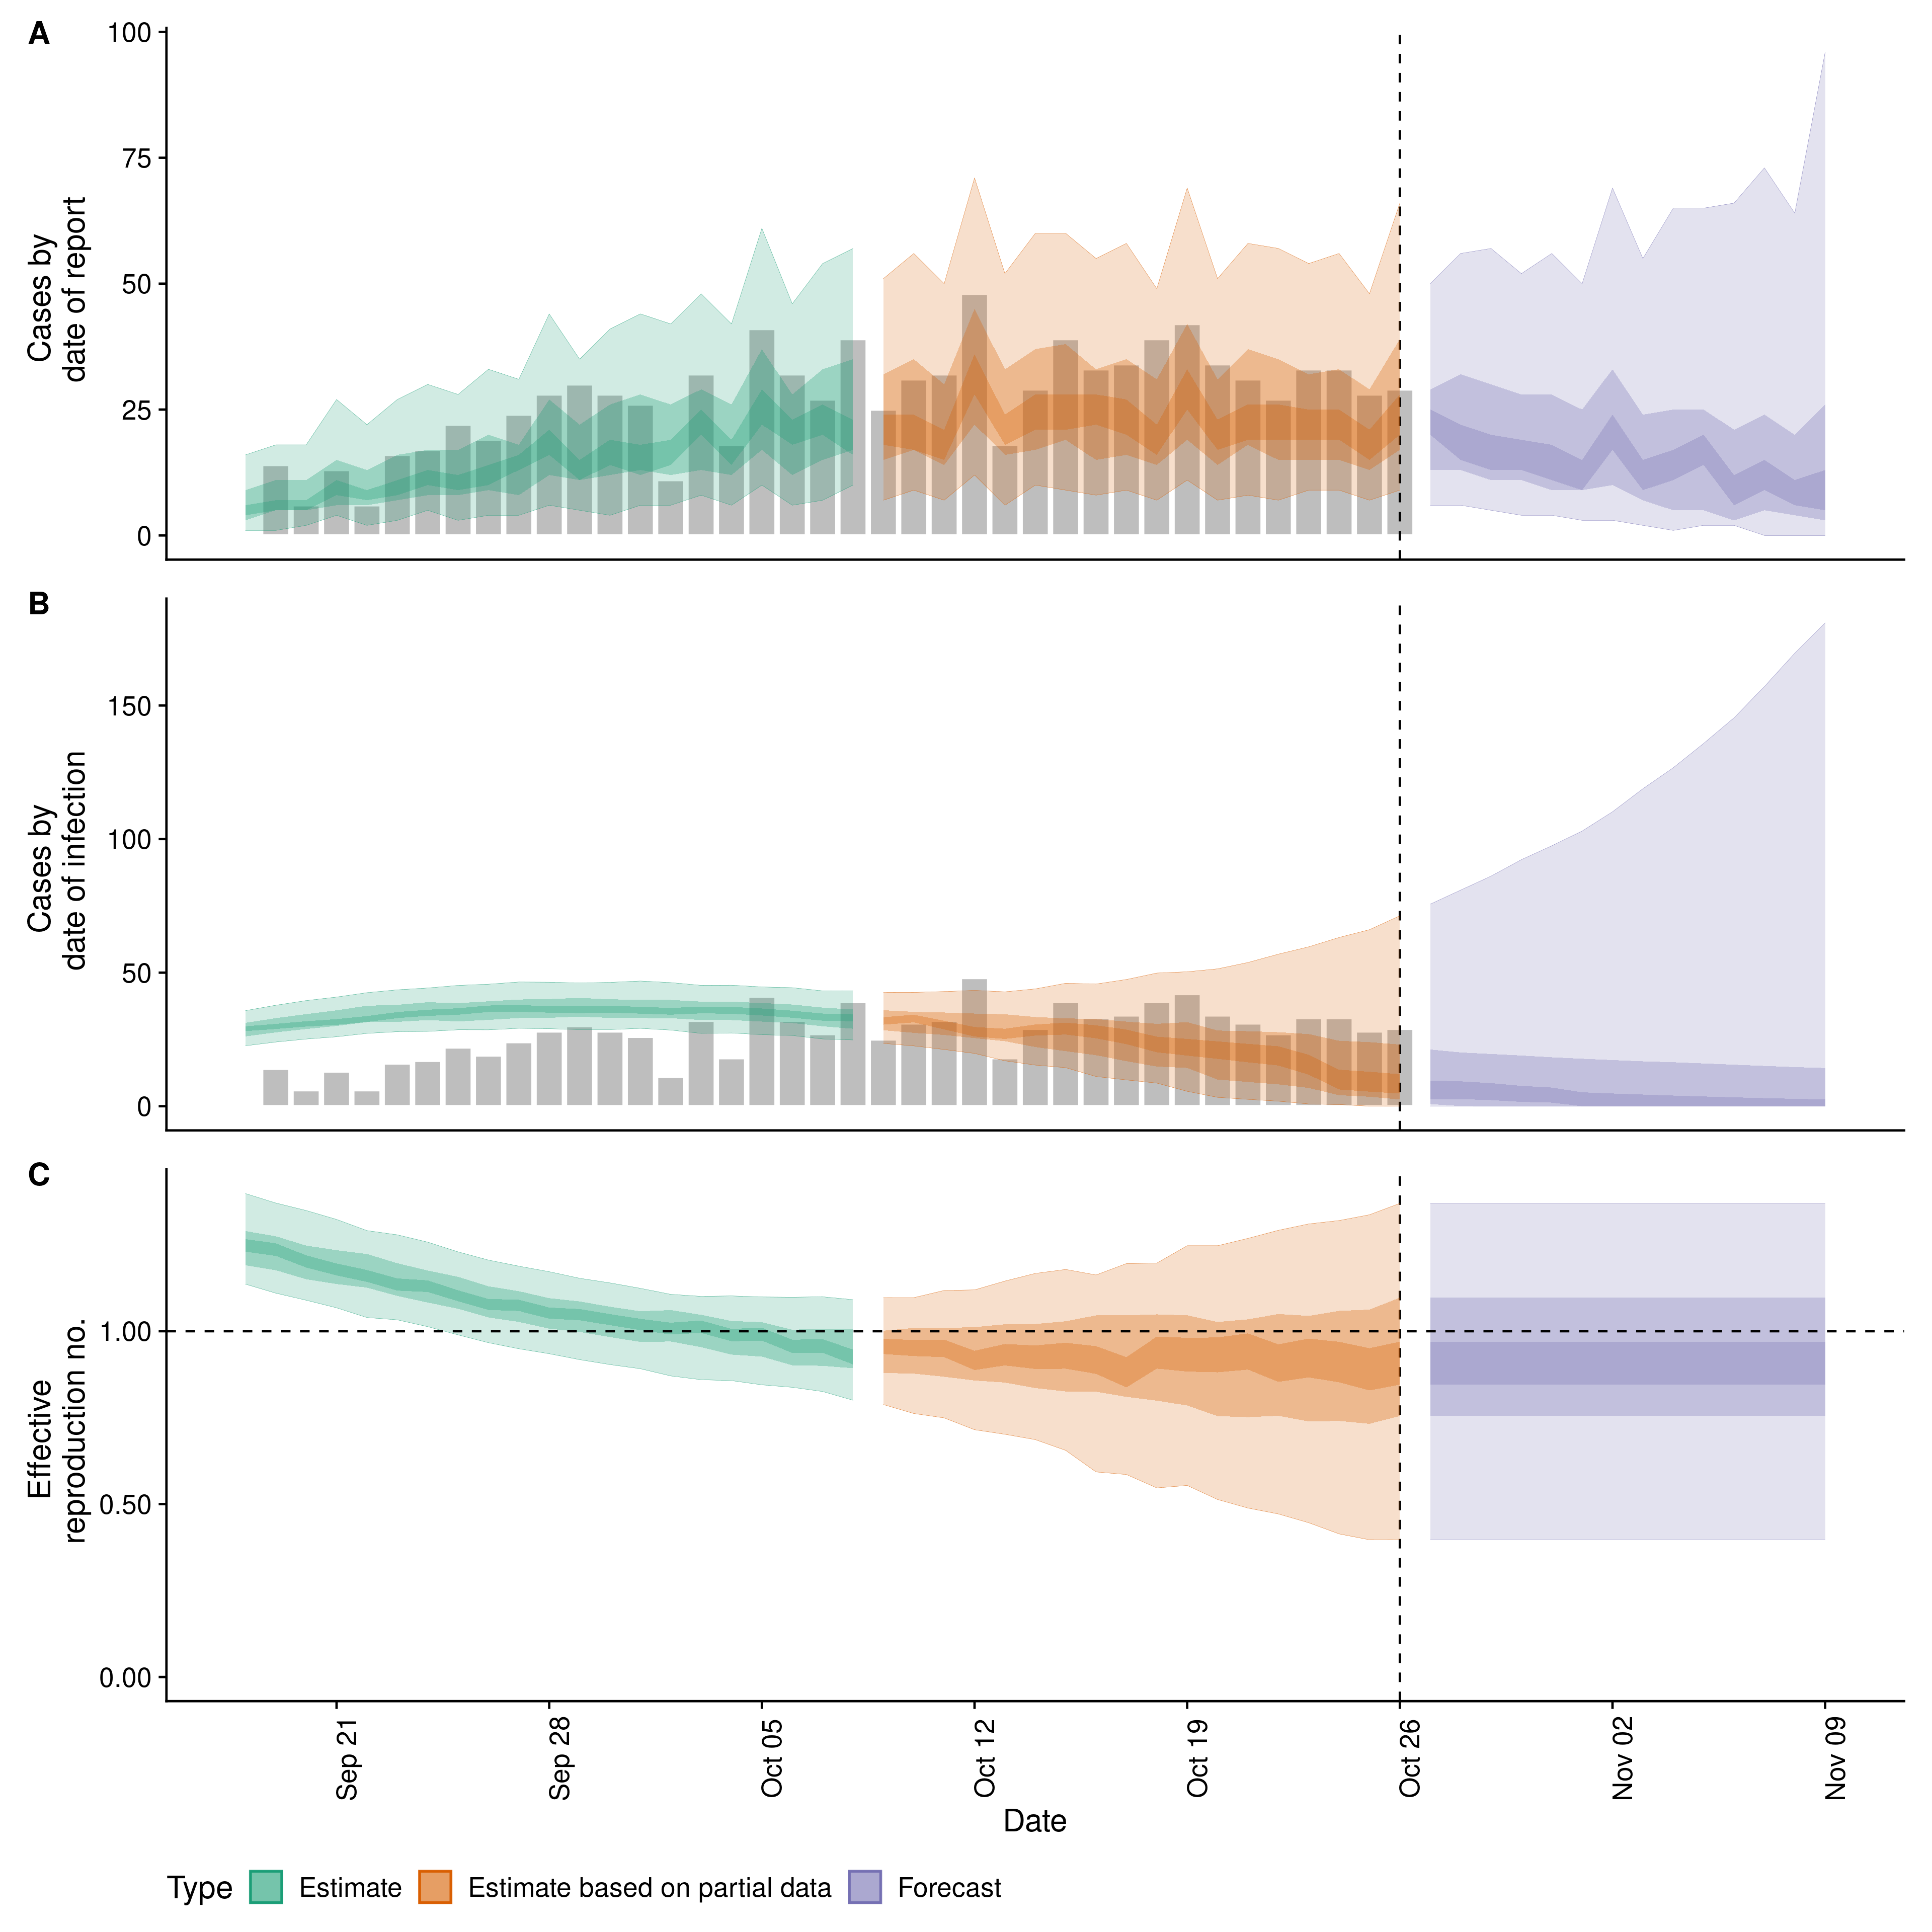 A
100
75
50
25
0
Cases by
date of report
B
150
100
50
0
Cases by
date of infection
C
1.00
0.50
0.00
Effective
reproduction no.
Sep 21
Sep 28
Oct 05
Oct 12
Oct 19
Oct 26
Nov 02
Nov 09
Date
Type Estimate Estimate based on partial data Forecast